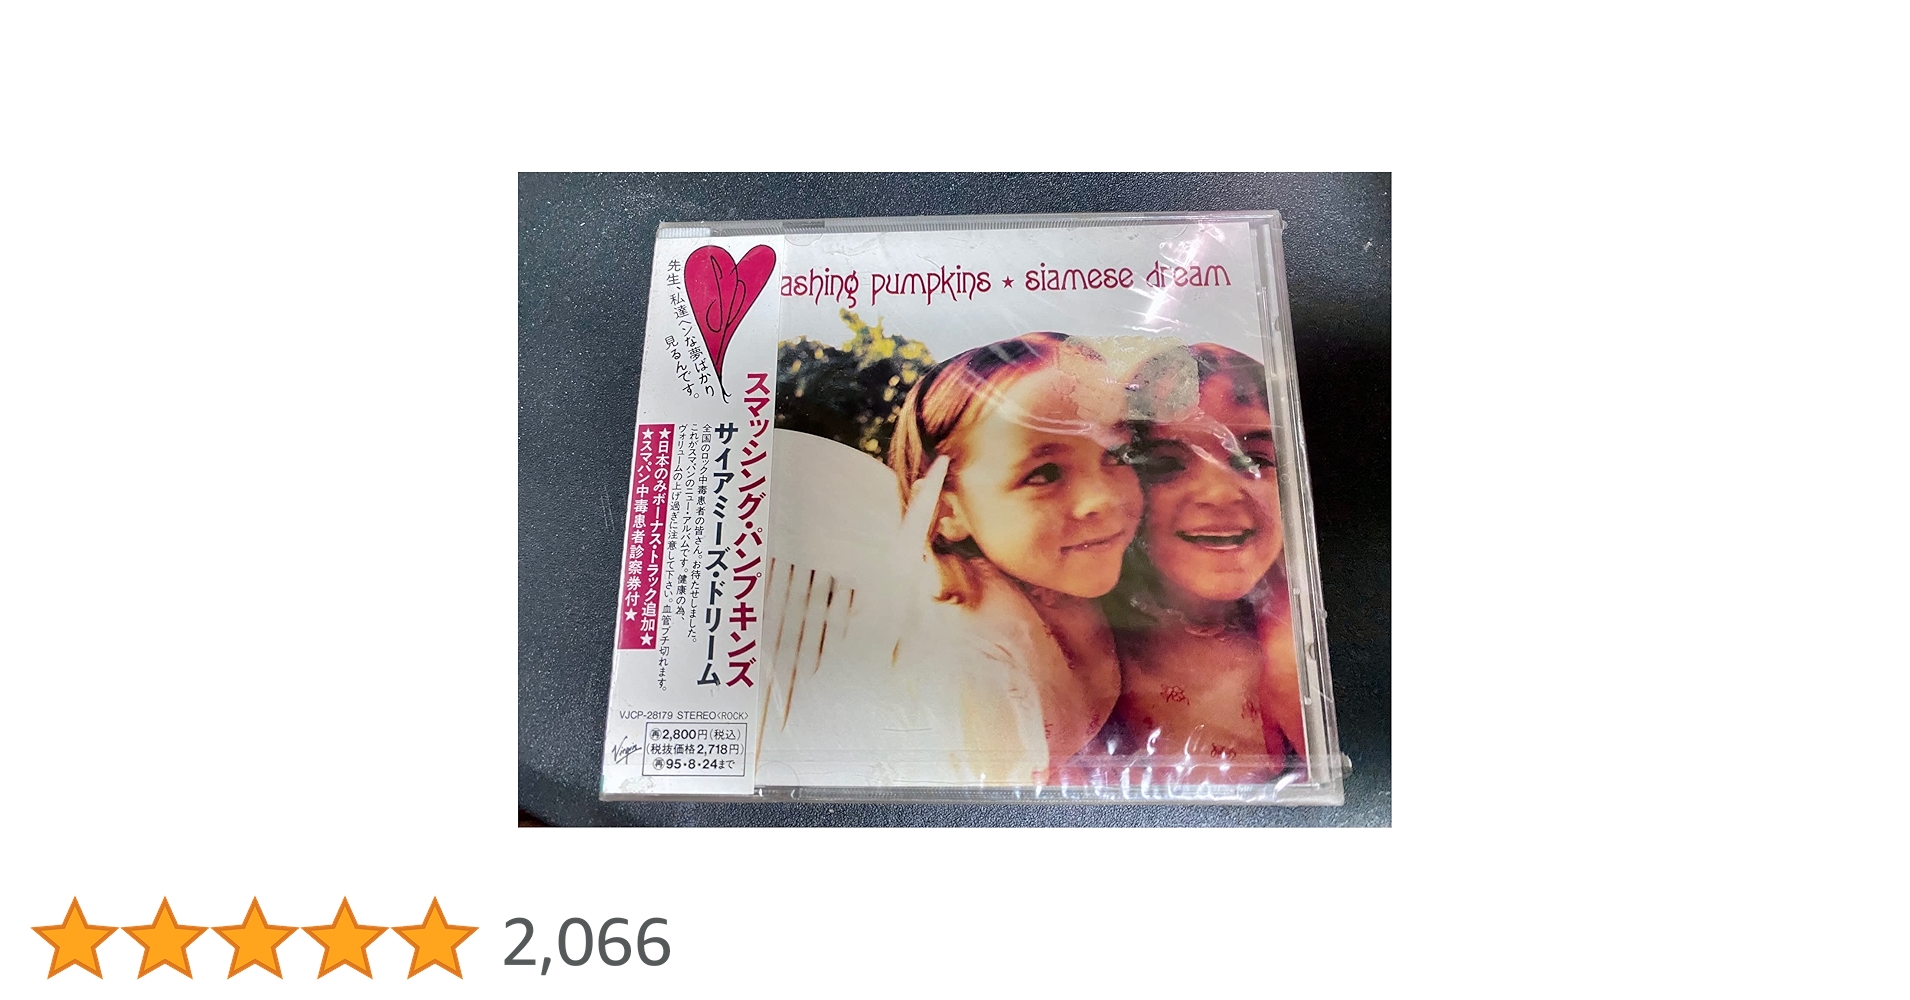 先生、私達ヘンな夢ばかり
見るんです。
ashing pumpkins ★ siamese dream
スマッシング・パンプキンズ
サイアミーズ・ドリーム
全国のロック中毒患者の皆さん。お待たせしました。
これがスマパンのニュー・アルバムです。健康の為、
ヴォリュームの上げ過ぎに注意して下さい。血管ブチ切れます。
★日本のみボーナス・トラック追加★
★スマパン中毒患者診察券付★
VJCP-28179 STEREO〈ROCK〉
Virgin
再2,800円(税込)
(税抜価格2,718円)
再95・8・24まで
2,066